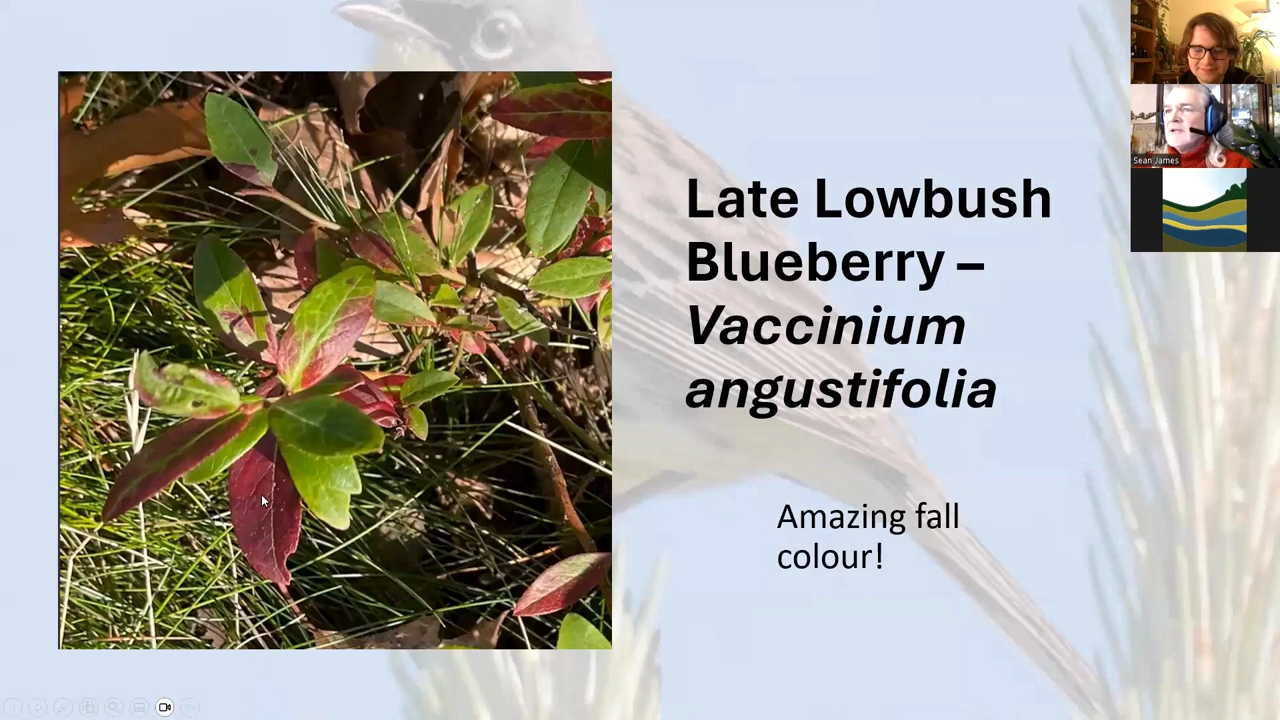 Late Lowbush
Blueberry –
Vaccinium
angustifolia
Amazing fall
colour!
Sean James